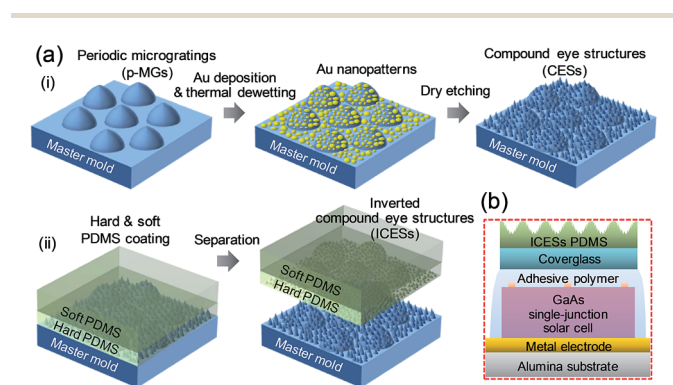 (a)
Periodic microgratings
(p-MGs)
(i)
Au deposition
& thermal dewetting
Au nanopatterns
Dry etching
Compound eye structures
(CESs)
Master mold
Master mold
Master mold
(ii)
Hard & soft
PDMS coating
Separation
Inverted
compound eye structures
(ICESs)
Soft PDMS
Hard PDMS
Master mold
Soft PDMS
Hard PDMS
Master mold
(b)
ICESs PDMS
Coverglass
Adhesive polymer
GaAs
single-junction
solar cell
Metal electrode
Alumina substrate